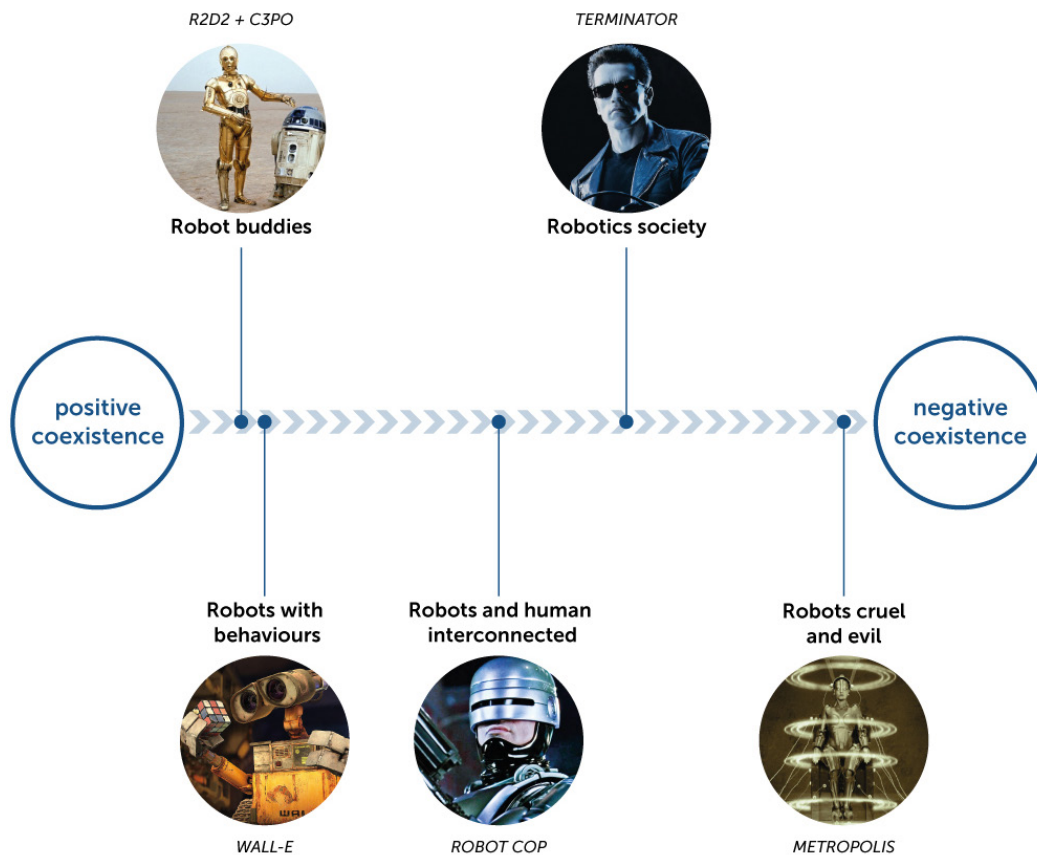 R2D2 + C3PO
TERMINATOR
Robot buddies
Robotics society
positive
coexistence
negative
coexistence
Robots with
behaviours
Robots and human
interconnected
Robots cruel
and evil
WALL-E
ROBOT COP
METROPOLIS